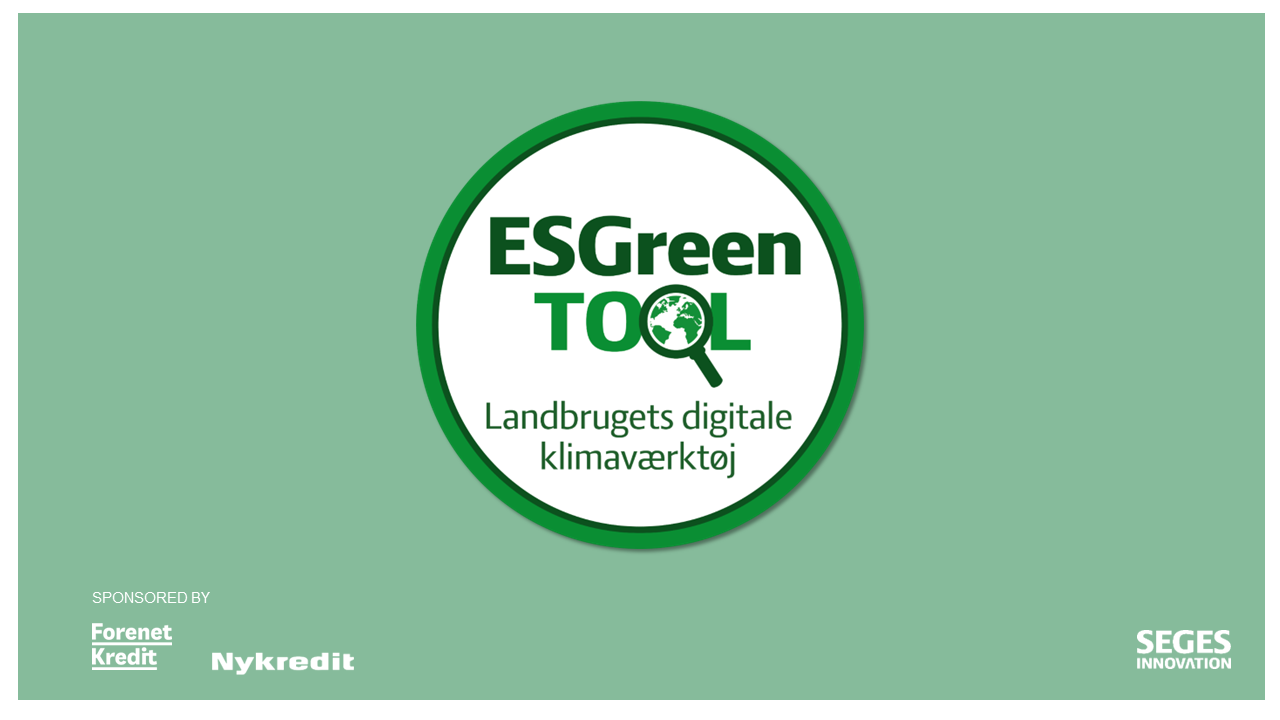 ESGreen
TOOL
Landbrugets digitale
klimaværktøj
SPONSORED BY
Forenet
Kredit
Nykredit
SEGES
INNOVATION